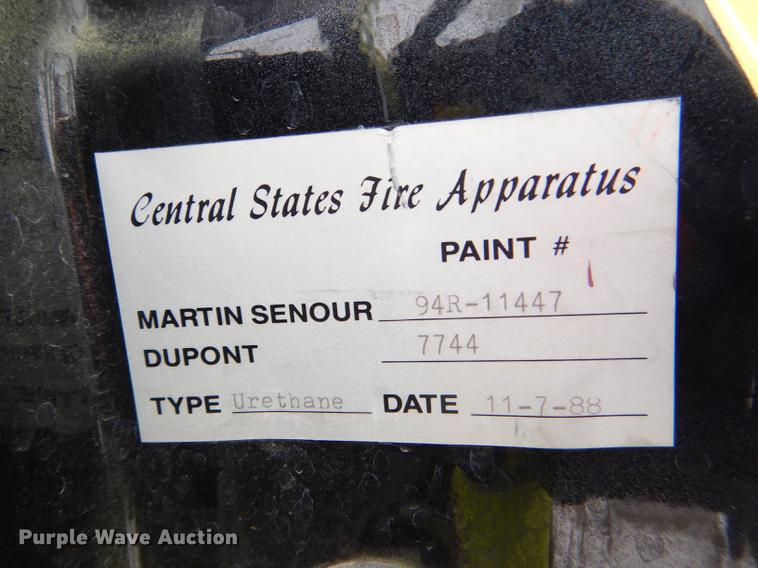 Central States Fire Apparatus
PAINT #
MARTIN SENOUR 94R-11447
DUPONT 7744
TYPE Urethane DATE 11-7-88
Purple Wave Auction